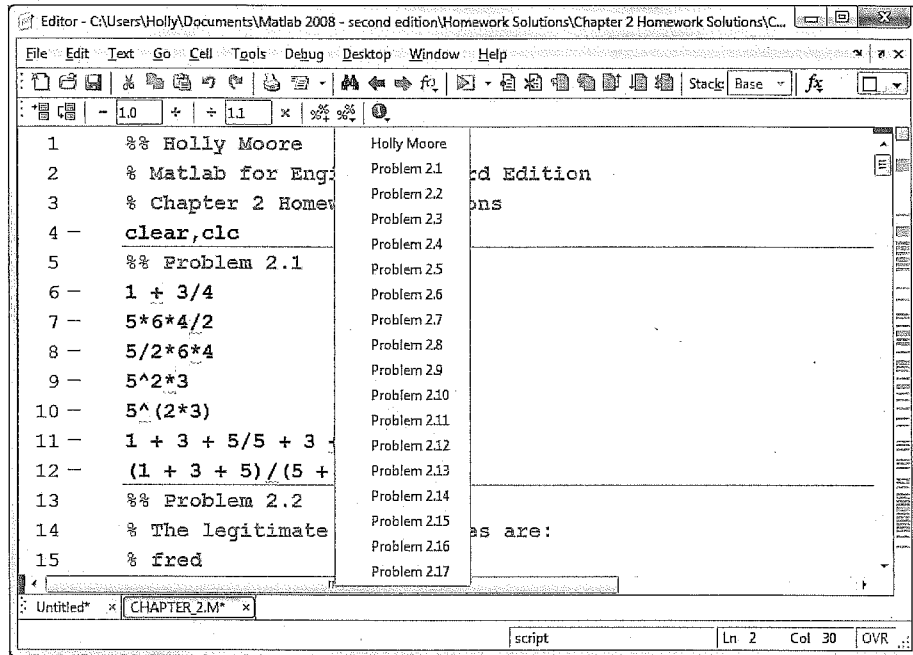 Editor - C:\Users\Holly\Documents\Matlab 2008 - second edition\Homework Solutions\Chapter 2 Homework Solutions\C...
File Edit Text Go Cell Tools Debug Desktop Window Help
Stack: Base fx
- 1.0 + ÷ 1.1 ×
1 %% Holly Moore
2 % Matlab for Engi rd Edition
3 % Chapter 2 Homew ons
4 - clear,clc
5 %% Problem 2.1
6 - 1 + 3/4
7 - 5*6*4/2
8 - 5/2*6*4
9 - 5^2*3
10 - 5^(2*3)
11 - 1 + 3 + 5/5 + 3 +
12 - (1 + 3 + 5)/(5 +
13 %% Problem 2.2
14 % The legitimate es are:
15 % fred
Holly Moore
Problem 2.1
Problem 2.2
Problem 2.3
Problem 2.4
Problem 2.5
Problem 2.6
Problem 2.7
Problem 2.8
Problem 2.9
Problem 2.10
Problem 2.11
Problem 2.12
Problem 2.13
Problem 2.14
Problem 2.15
Problem 2.16
Problem 2.17
Untitled* × CHAPTER_2.M* ×
script Ln 2 Col 30 OVR